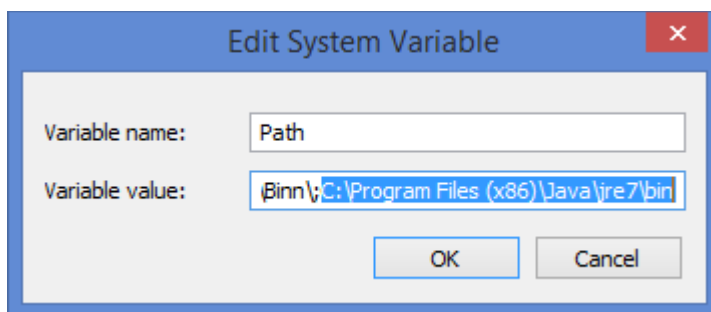 Edit System Variable
Variable name: Path
Variable value: \Binn\;C:\Program Files (x86)\Java\jre7\bin
OK Cancel